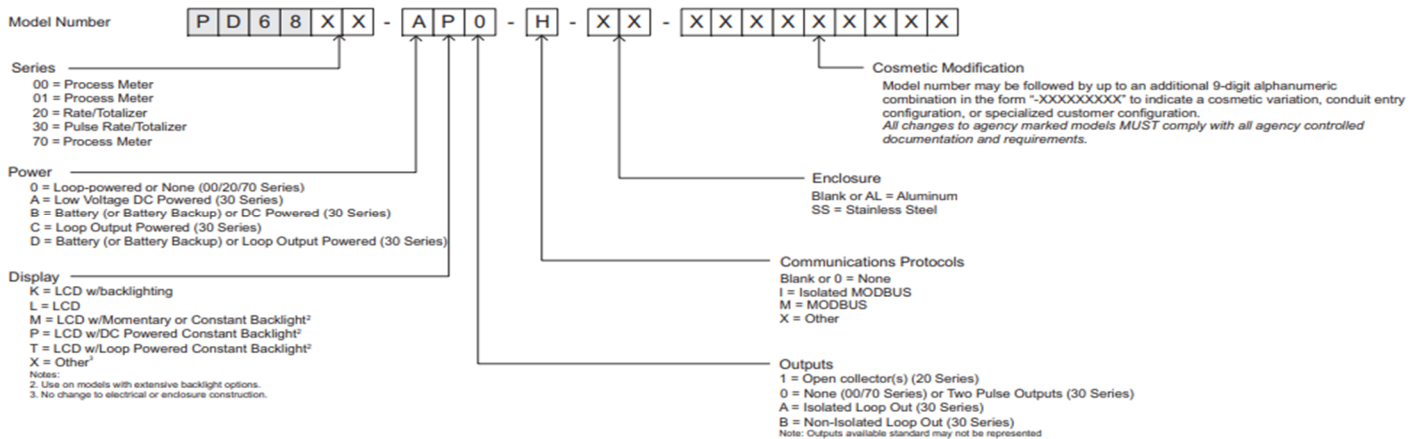 Model Number PD68XX - AP0 - H - XX - XXXXXXXXX
Series
00 = Process Meter
01 = Process Meter
20 = Rate/Totalizer
30 = Pulse Rate/Totalizer
70 = Process Meter
Cosmetic Modification
Model number may be followed by up to an additional 9-digit alphanumeric
combination in the form “-XXXXXXXXX” to indicate a cosmetic variation, conduit entry
configuration, or specialized customer configuration.
All changes to agency marked models MUST comply with all agency controlled
documentation and requirements.
Power
0 = Loop-powered or None (00/20/70 Series)
A = Low Voltage DC Powered (30 Series)
B = Battery (or Battery Backup) or DC Powered (30 Series)
C = Loop Output Powered (30 Series)
D = Battery (or Battery Backup) or Loop Output Powered (30 Series)
Enclosure
Blank or AL = Aluminum
SS = Stainless Steel
Display
K = LCD w/backlighting
L = LCD
M = LCD w/Momentary or Constant Backlight²
P = LCD w/DC Powered Constant Backlight²
T = LCD w/Loop Powered Constant Backlight²
X = Other³
Notes:
2. Use on models with extensive backlight options.
3. No change to electrical or enclosure construction.
Communications Protocols
Blank or 0 = None
I = Isolated MODBUS
M = MODBUS
X = Other
Outputs
1 = Open collector(s) (20 Series)
0 = None (00/70 Series) or Two Pulse Outputs (30 Series)
A = Isolated Loop Out (30 Series)
B = Non-Isolated Loop Out (30 Series)
Note: Outputs available standard may not be represented